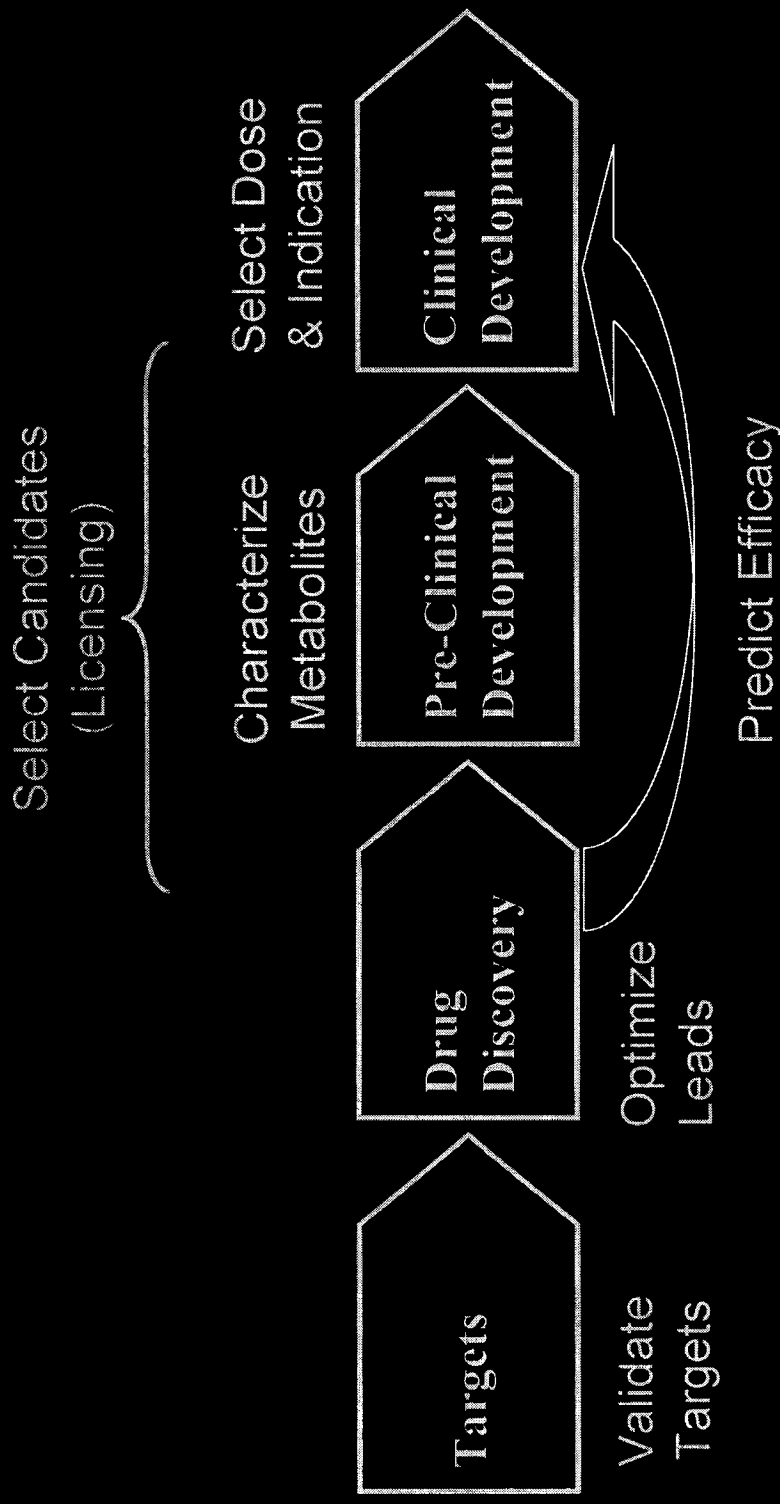 Select Candidates
(Licensing)
Characterize
Metabolites
Select Dose
& Indication
Targets
Drug
Discovery
Pre-Clinical
Development
Clinical
Development
Validate
Targets
Optimize
Leads
Predict Efficacy